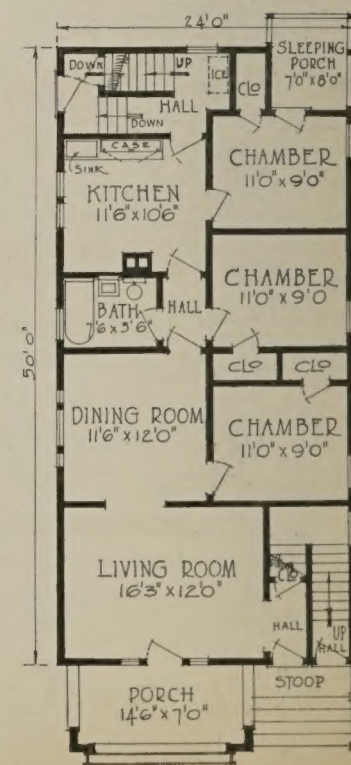 24'0"
SLEEPING
PORCH
7'0"x8'0"
DOWN
UP
ICE
CLO
HALL
DOWN
CASE
SINK
CHAMBER
11'0"x9'0"
KITCHEN
11'6"x10'6"
CHAMBER
11'0"x9'0
50'0"
BATH
'6x5'6"
HALL
CLO
CLO
DINING ROOM
11'6"x12'0"
CHAMBER
11'0"x9'0"
LIVING ROOM
16'3"x12'0"
CLO
HALL
UP
HALL
STOOP
PORCH
14'6"x7'0"